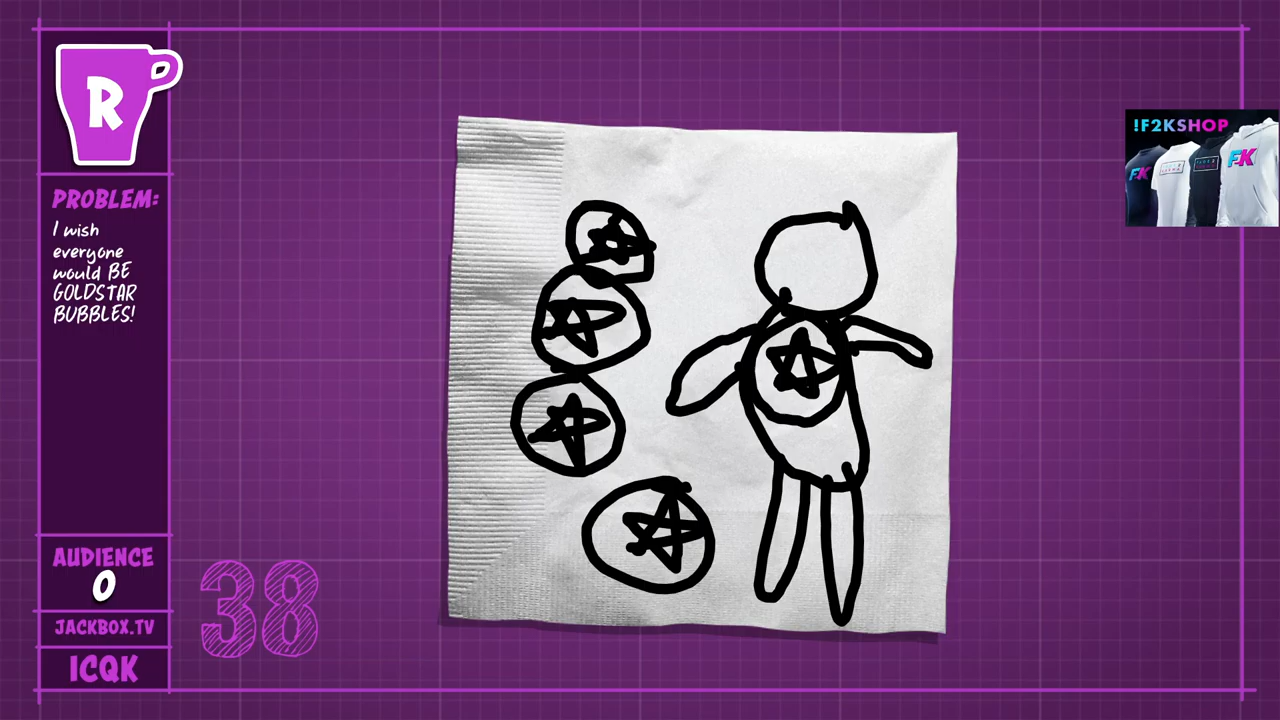 R
PROBLEM:
I wish
everyone
would BE
GOLDSTAR
BUBBLES!
AUDIENCE
0
JACKBOX.TV
ICQK
38
!F2KSHOP
FK
FK